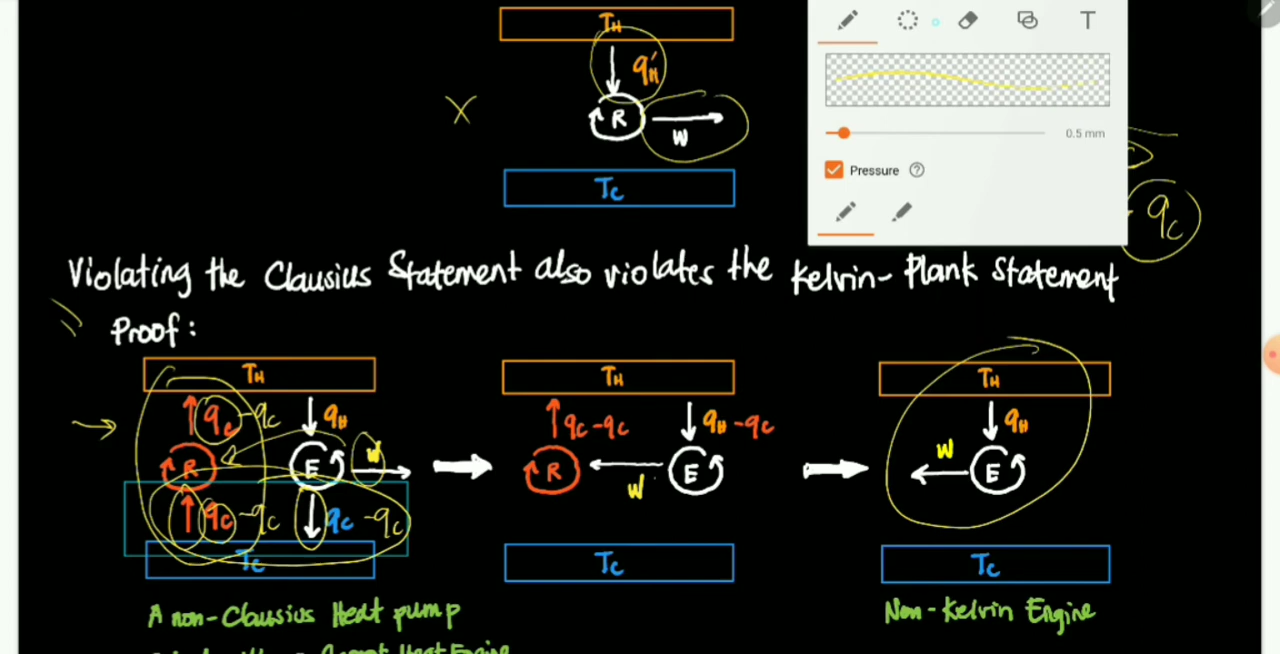 T
TH
q'H
R
W
0.5 mm
Pressure
TC
qc
Violating the Clausius Statement also violates the Kelvin- Plank Statement
Proof:
TH
TH
TH
qc -qc
qH
qc -qc
qH -qc
qH
R
E
W
R
W
E
W
E
qc -qc
qc -qc
TC
TC
TC
A non-Clausius Heat pump
Non-Kelvin Engine
Heat Engine